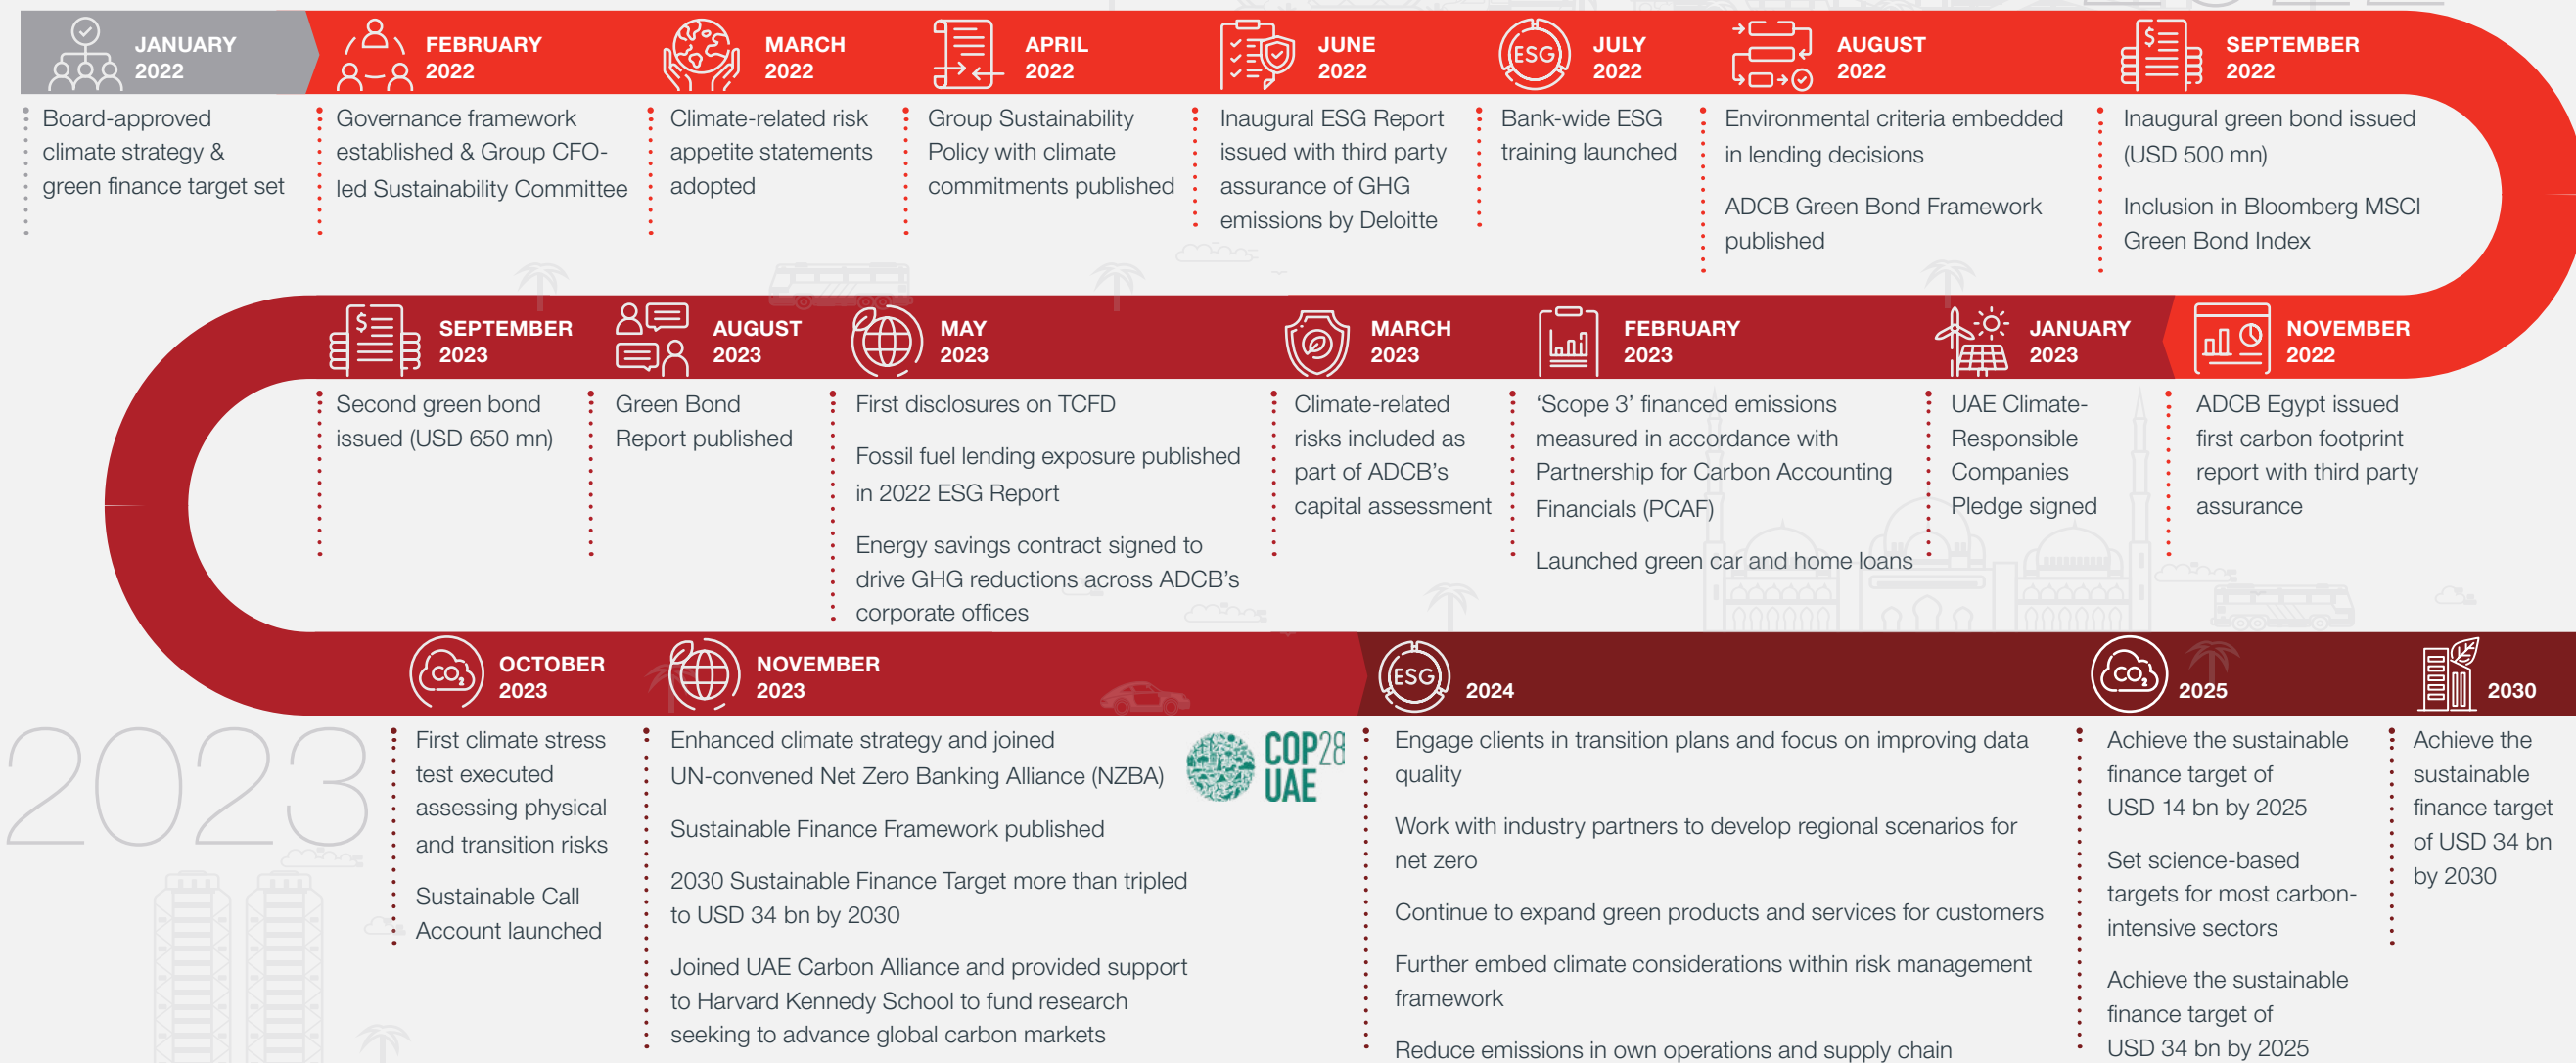 JANUARY
2022
Board-approved
climate strategy &
green finance target set
FEBRUARY
2022
Governance framework
established & Group CFO-
led Sustainability Committee
MARCH
2022
Climate-related risk
appetite statements
adopted
APRIL
2022
Group Sustainability
Policy with climate
commitments published
JUNE
2022
Inaugural ESG Report
issued with third party
assurance of GHG
emissions by Deloitte
ESG
JULY
2022
Bank-wide ESG
training launched
AUGUST
2022
Environmental criteria embedded
in lending decisions
ADCB Green Bond Framework
published
$
SEPTEMBER
2022
Inaugural green bond issued
(USD 500 mn)
Inclusion in Bloomberg MSCI
Green Bond Index
NOVEMBER
2022
ADCB Egypt issued
first carbon footprint
report with third party
assurance
JANUARY
2023
UAE Climate-
Responsible
Companies
Pledge signed
FEBRUARY
2023
‘Scope 3’ financed emissions
measured in accordance with
Partnership for Carbon Accounting
Financials (PCAF)
Launched green car and home loans
MARCH
2023
Climate-related
risks included as
part of ADCB’s
capital assessment
MAY
2023
First disclosures on TCFD
Fossil fuel lending exposure published
in 2022 ESG Report
Energy savings contract signed to
drive GHG reductions across ADCB’s
corporate offices
AUGUST
2023
Green Bond
Report published
$
SEPTEMBER
2023
Second green bond
issued (USD 650 mn)
2023
CO2
OCTOBER
2023
First climate stress
test executed
assessing physical
and transition risks
Sustainable Call
Account launched
NOVEMBER
2023
Enhanced climate strategy and joined
UN-convened Net Zero Banking Alliance (NZBA)
Sustainable Finance Framework published
2030 Sustainable Finance Target more than tripled
to USD 34 bn by 2030
Joined UAE Carbon Alliance and provided support
to Harvard Kennedy School to fund research
seeking to advance global carbon markets
COP28
UAE
ESG
2024
Engage clients in transition plans and focus on improving data
quality
Work with industry partners to develop regional scenarios for
net zero
Continue to expand green products and services for customers
Further embed climate considerations within risk management
framework
Reduce emissions in own operations and supply chain
CO2
2025
Achieve the sustainable
finance target of
USD 14 bn by 2025
Set science-based
targets for most carbon-
intensive sectors
Achieve the sustainable
finance target of
USD 34 bn by 2025
2030
Achieve the
sustainable
finance target
of USD 34 bn
by 2030